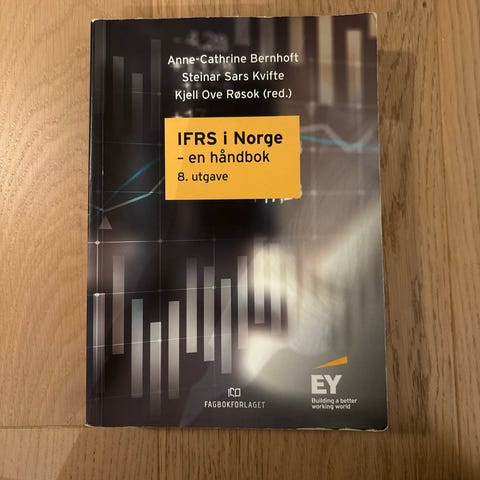 Anne-Cathrine Bernhoft
Steinar Sars Kvifte
Kjell Ove Røsok (red.)
IFRS i Norge
– en håndbok
8. utgave
FAGBOKFORLAGET
EY
Building a better
working world